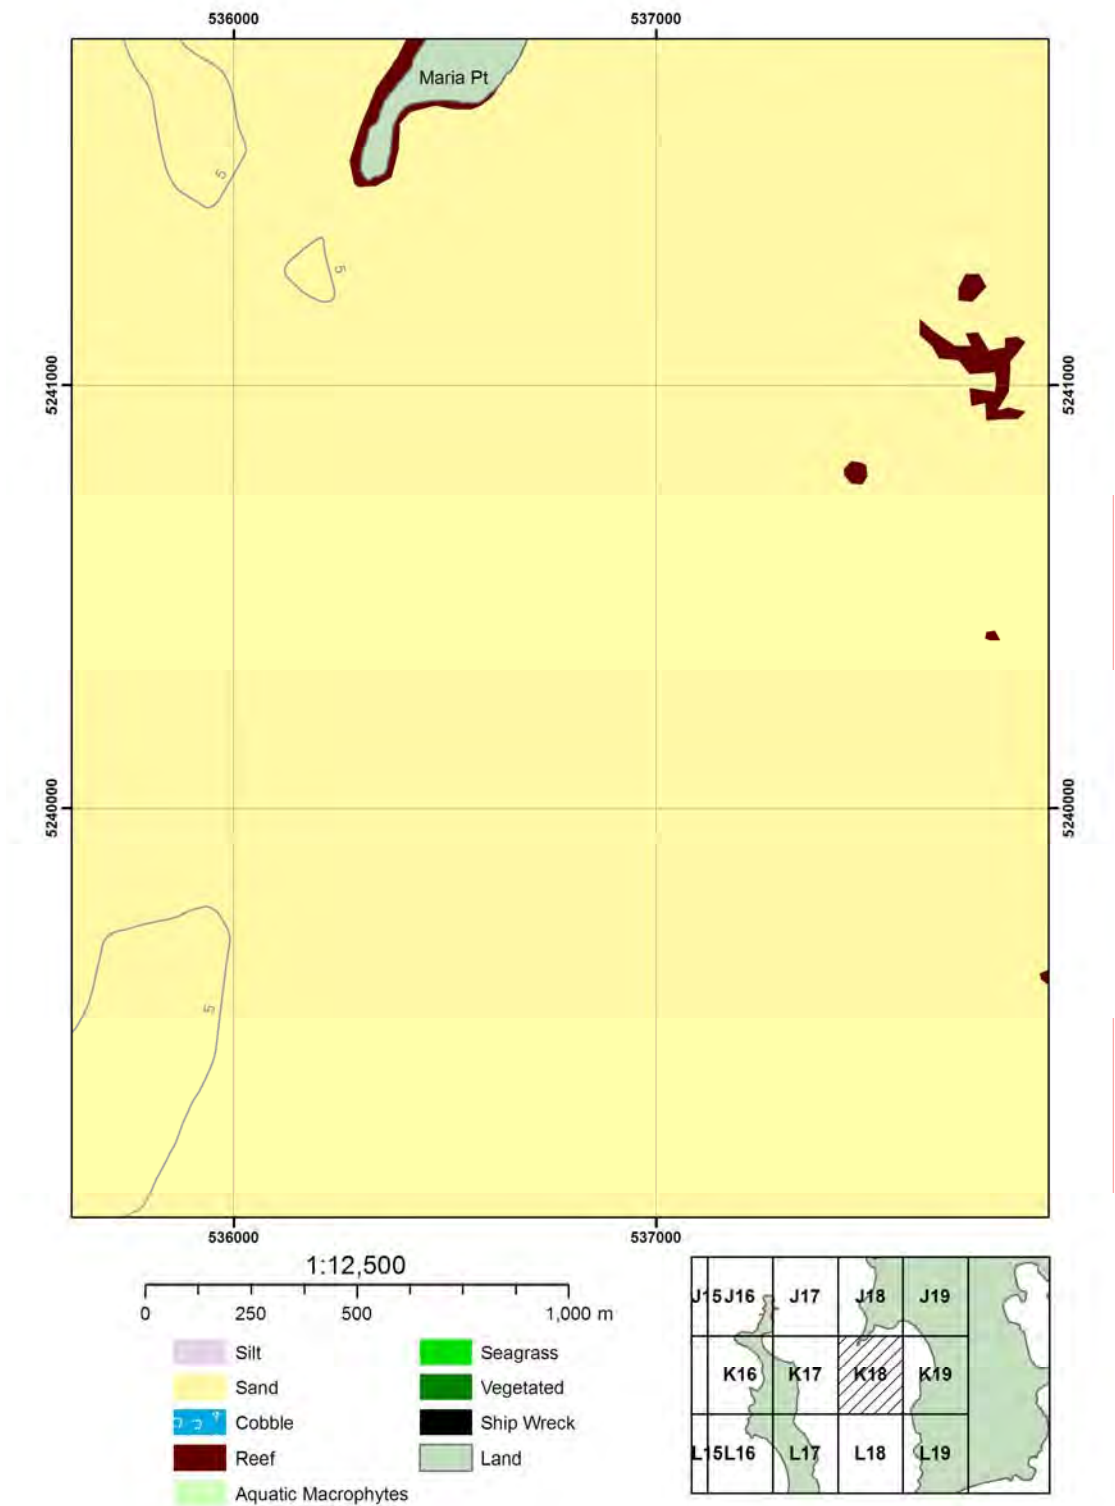 536000 537000
Maria Pt
5
5
5241000 5241000
5240000 5240000
5
536000 537000
1:12,500
0 250 500 1,000 m
Silt
Sand
Cobble
Reef
Aquatic Macrophytes
Seagrass
Vegetated
Ship Wreck
Land
J15 J16 J17 J18 J19
K16 K17 K18 K19
L15 L16 L17 L18 L19